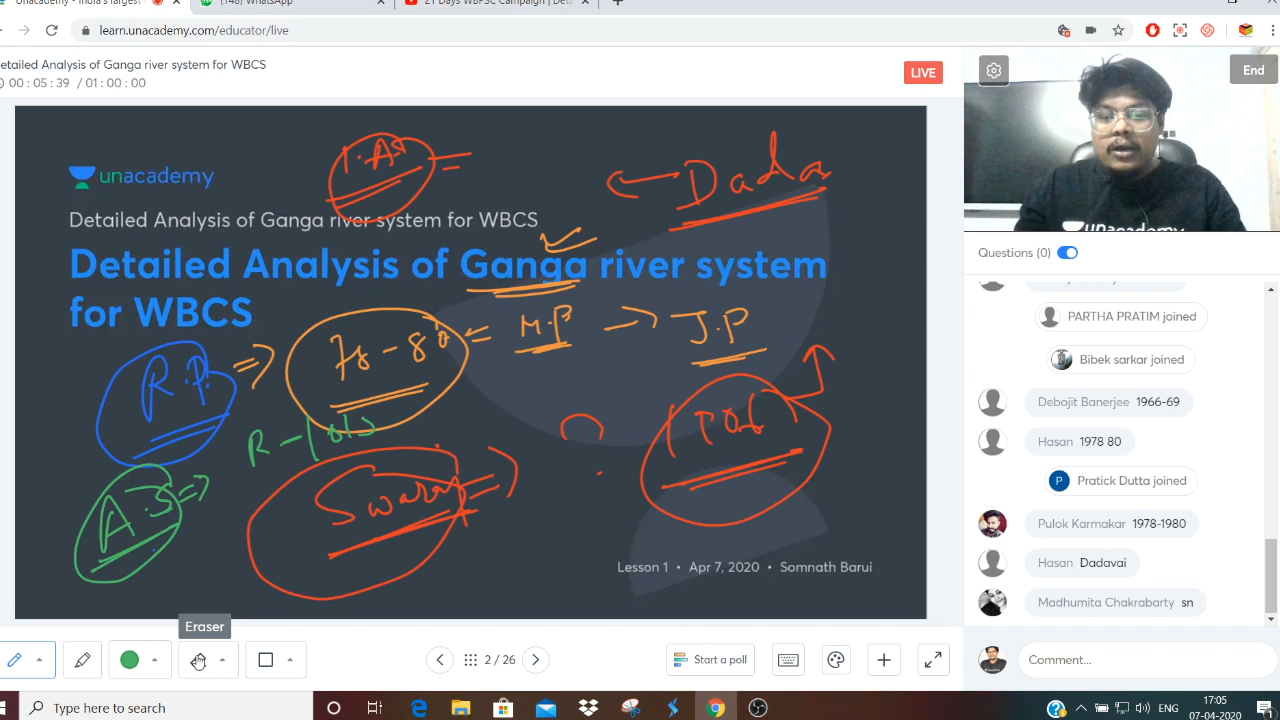 Unacademy - India's largest
(148) WhatsApp
21 Days WBPSC Campaign | Deta
learn.unacademy.com/educator/live
etailed Analysis of Ganga river system for WBCS
00 : 05 : 39 / 01 : 00 : 00
LIVE
End
unacademy
Dada
Detailed Analysis of Ganga river system for WBCS
Detailed Analysis of Ganga river system
for WBCS
R.P. => 78-80 = M.P -> J.P
A.S =>
Swaraj =>
?
Lesson 1 • Apr 7, 2020 • Somnath Barui
unacademy
Questions (0)
PARTHA PRATIM joined
Bibek sarkar joined
Debojit Banerjee 1966-69
Hasan 1978 80
P Pratick Dutta joined
Pulok Karmakar 1978-1980
Hasan Dadavai
Madhumita Chakrabarty sn
Eraser
2 / 26
Start a poll
Comment...
Type here to search
ENG
17:05
07-04-2020